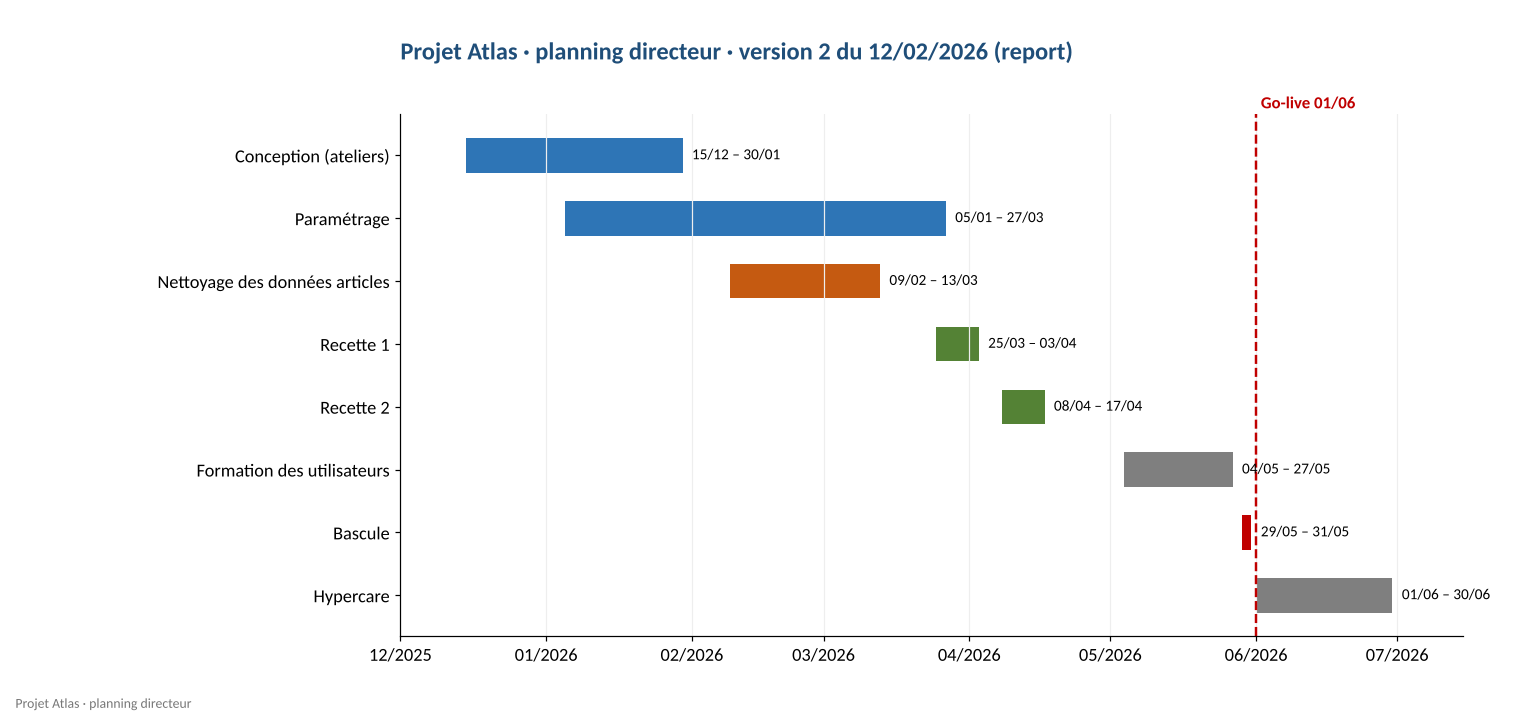 Projet Atlas · planning directeur · version 2 du 12/02/2026 (report)
Go-live 01/06
Conception (ateliers)
15/12 – 30/01
Paramétrage
05/01 – 27/03
Nettoyage des données articles
09/02 – 13/03
Recette 1
25/03 – 03/04
Recette 2
08/04 – 17/04
Formation des utilisateurs
04/05 – 27/05
Bascule
29/05 – 31/05
Hypercare
01/06 – 30/06
12/2025 01/2026 02/2026 03/2026 04/2026 05/2026 06/2026 07/2026
Projet Atlas · planning directeur